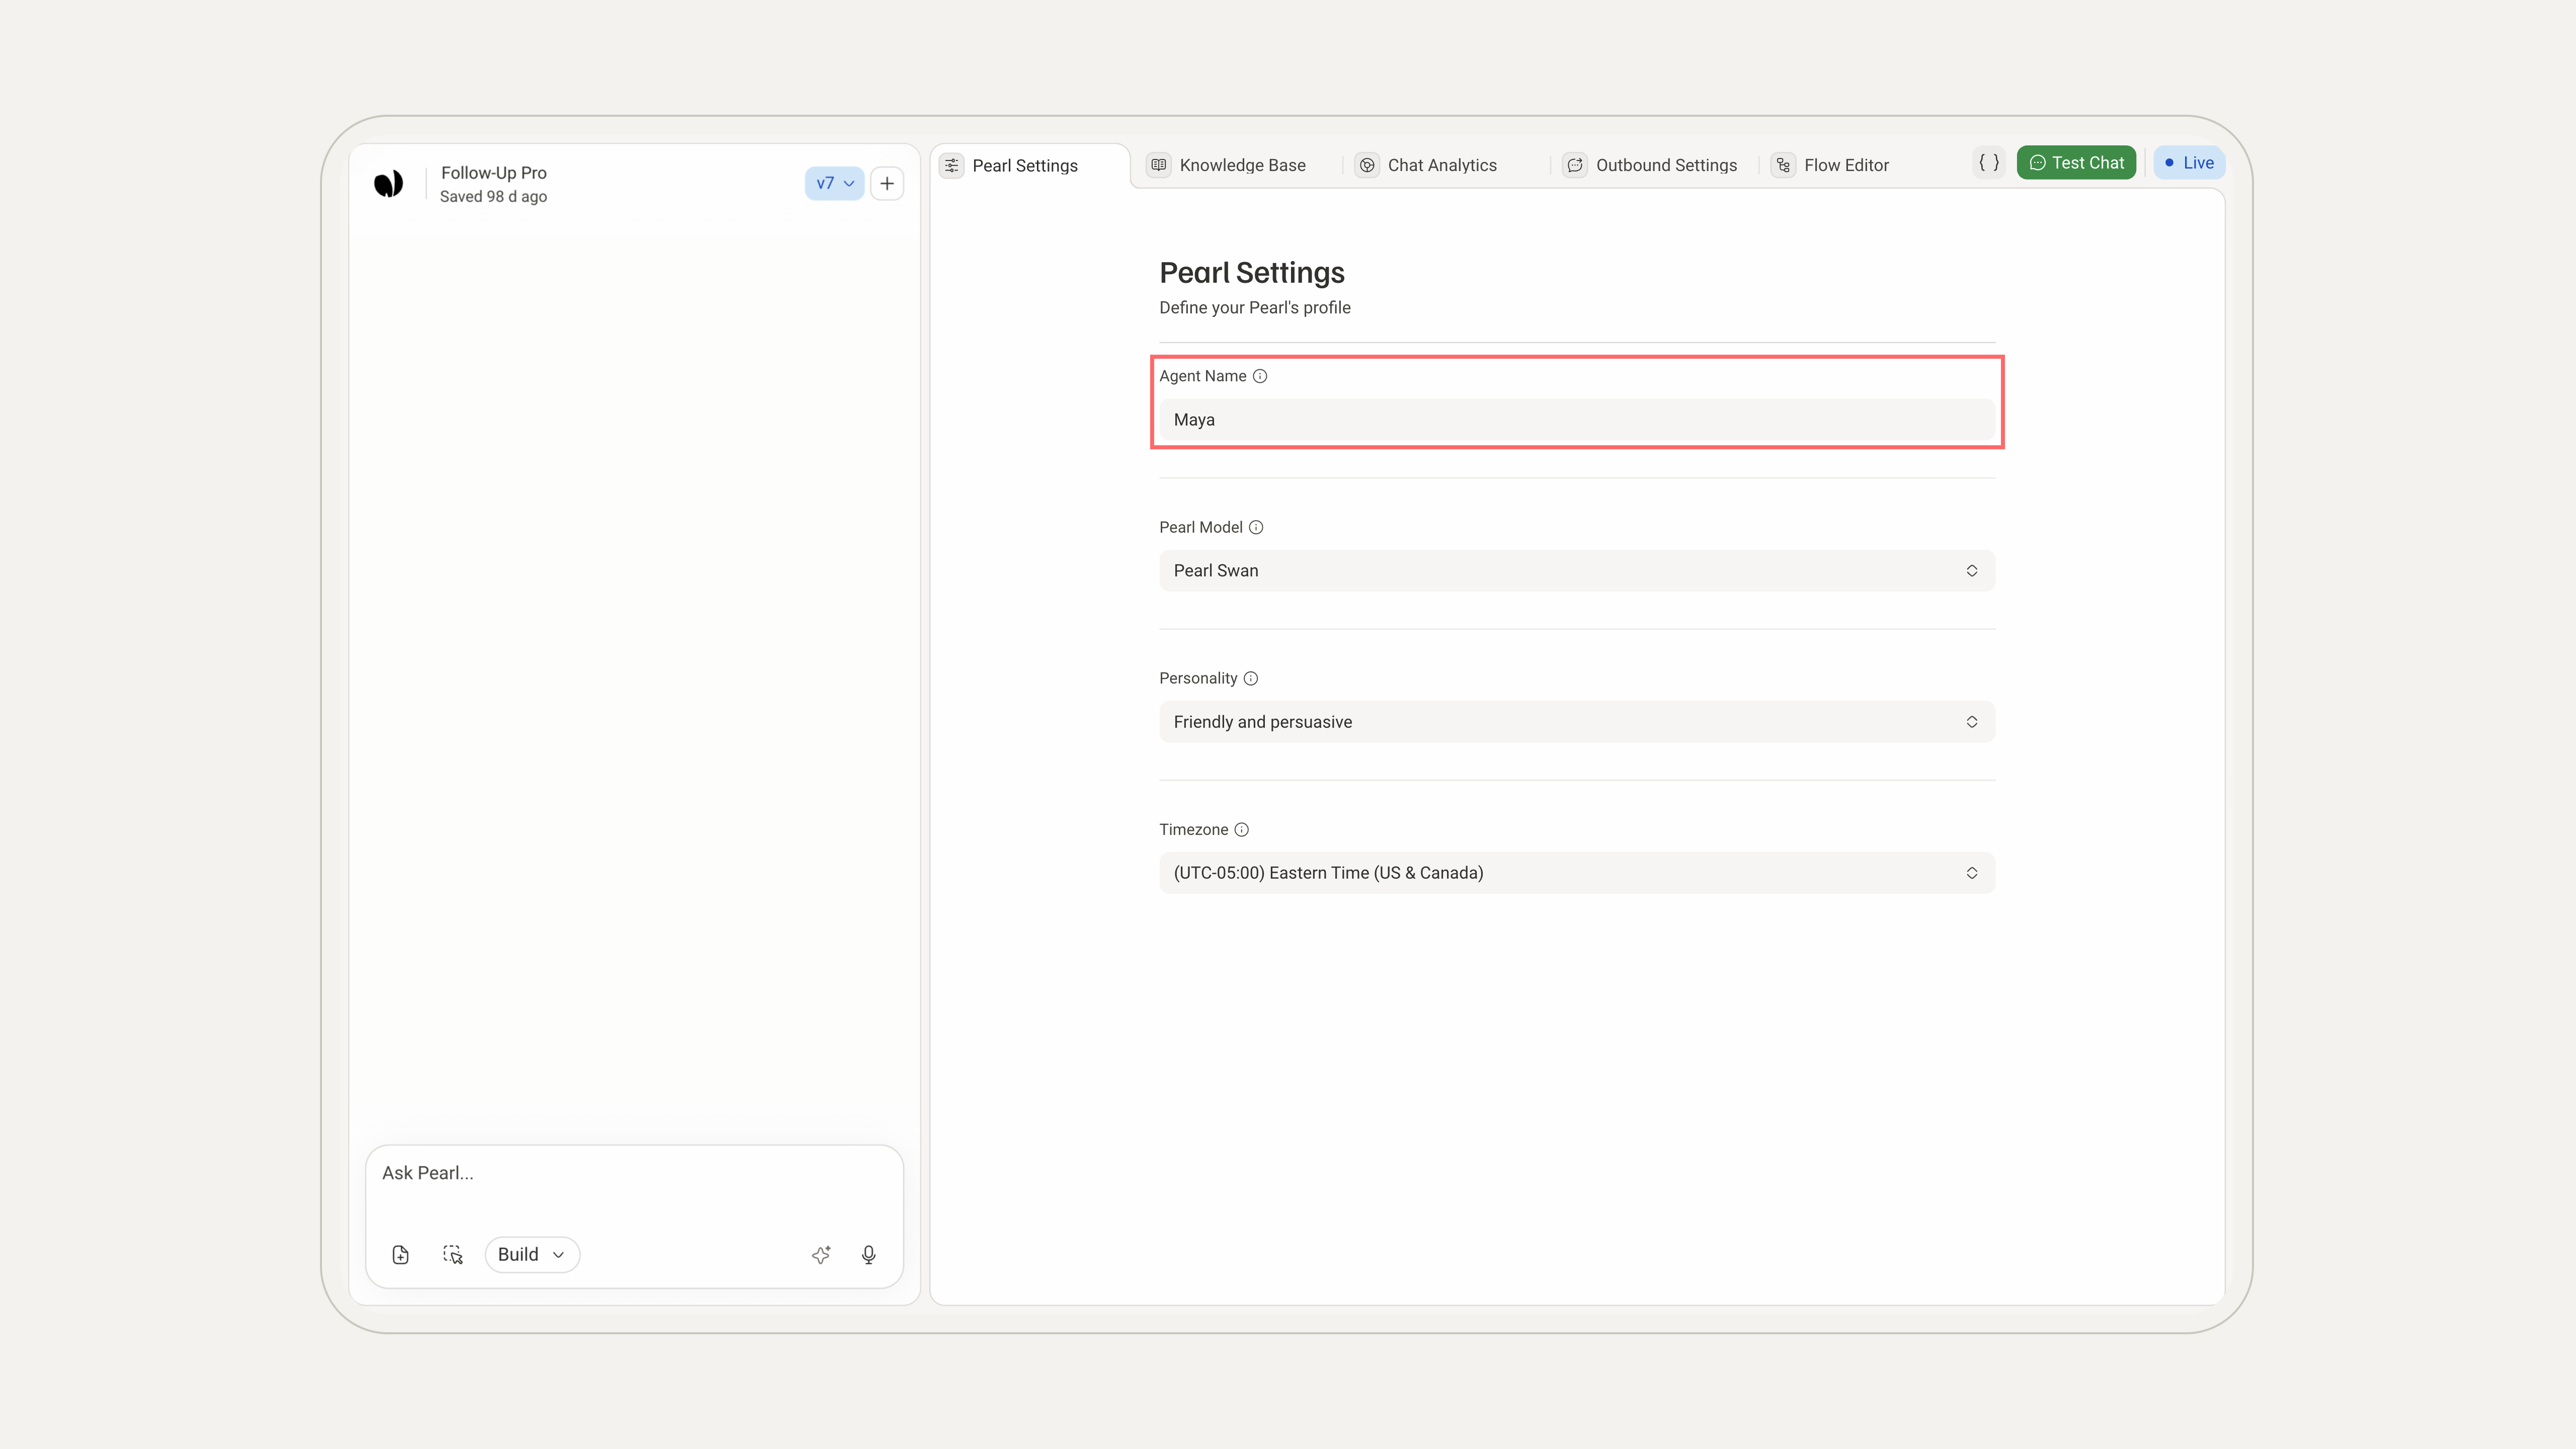 Follow-Up Pro
Saved 98 d ago
v7
Pearl Settings
Knowledge Base
Chat Analytics
Outbound Settings
Flow Editor
{ }
Test Chat
Live
Pearl Settings
Define your Pearl's profile
Agent Name
Maya
Pearl Model
Pearl Swan
Personality
Friendly and persuasive
Timezone
(UTC-05:00) Eastern Time (US & Canada)
Ask Pearl...
Build